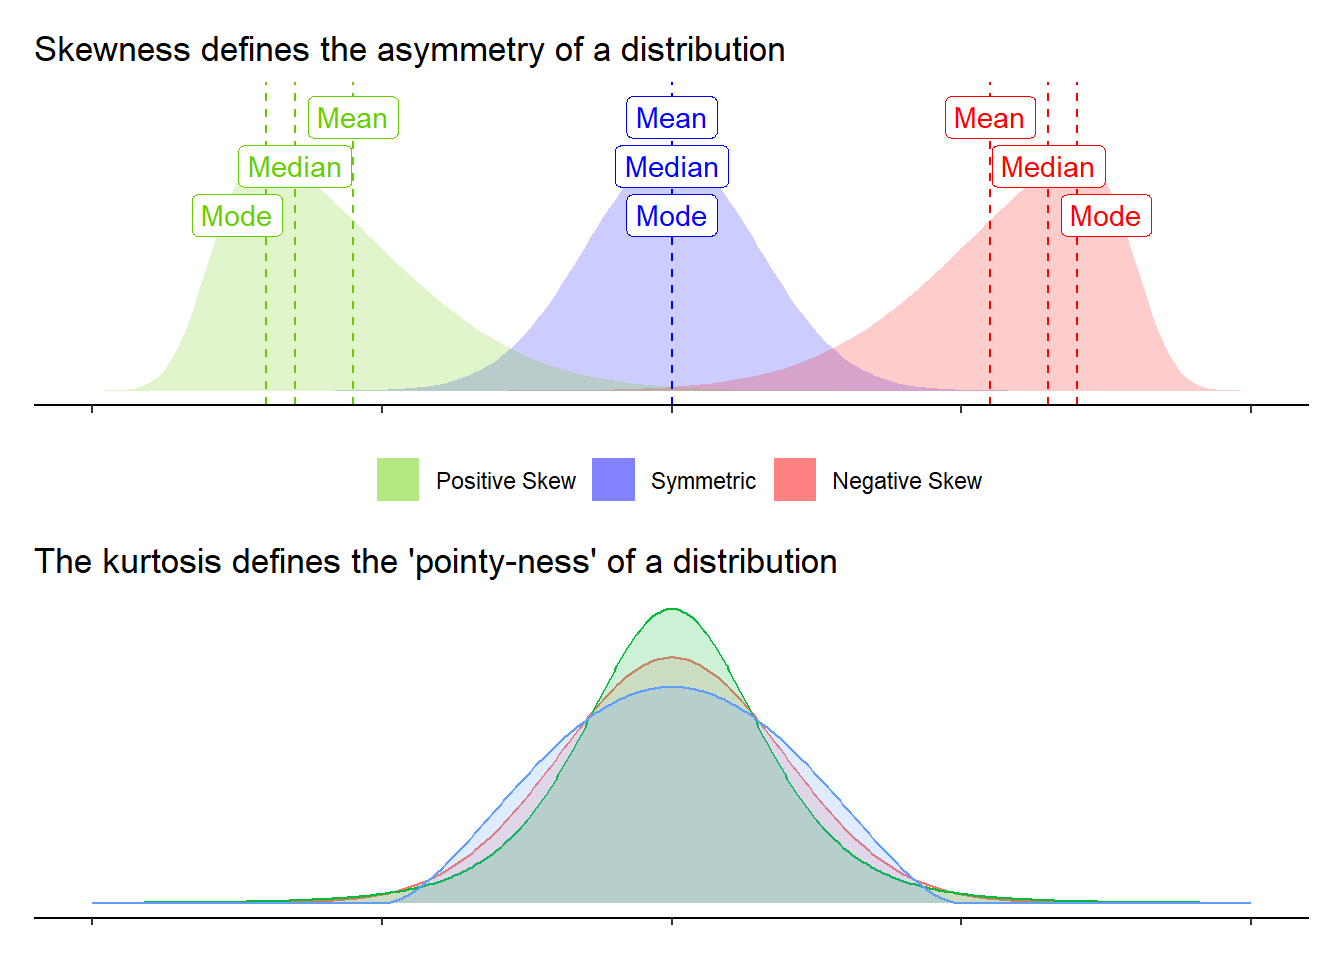 Skewness defines the asymmetry of a distribution
Mean Mean Mean
Median Median Median
Mode Mode Mode
Positive Skew Symmetric Negative Skew
The kurtosis defines the 'pointy-ness' of a distribution